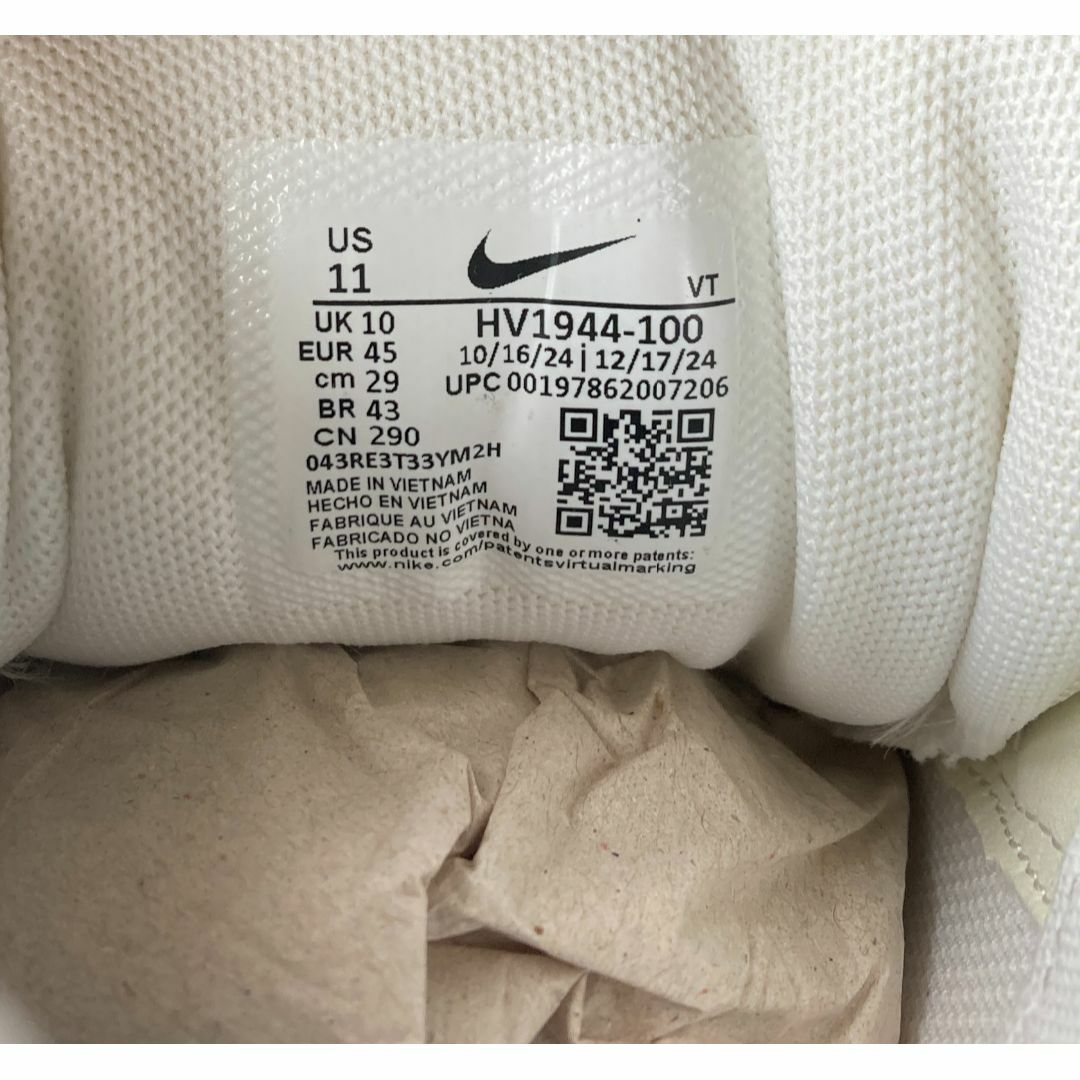 US
11
VT
UK 10
EUR 45
cm 29
BR 43
CN 290
HV1944-100
10/16/24 | 12/17/24
UPC 00197862007206
043RE3T33YM2H
MADE IN VIETNAM
HECHO EN VIETNAM
FABRIQUE AU VIETNAM
FABRICADO NO VIETNA
This product is covered by one or more patents:
www.nike.com/patentsvirtualmarking